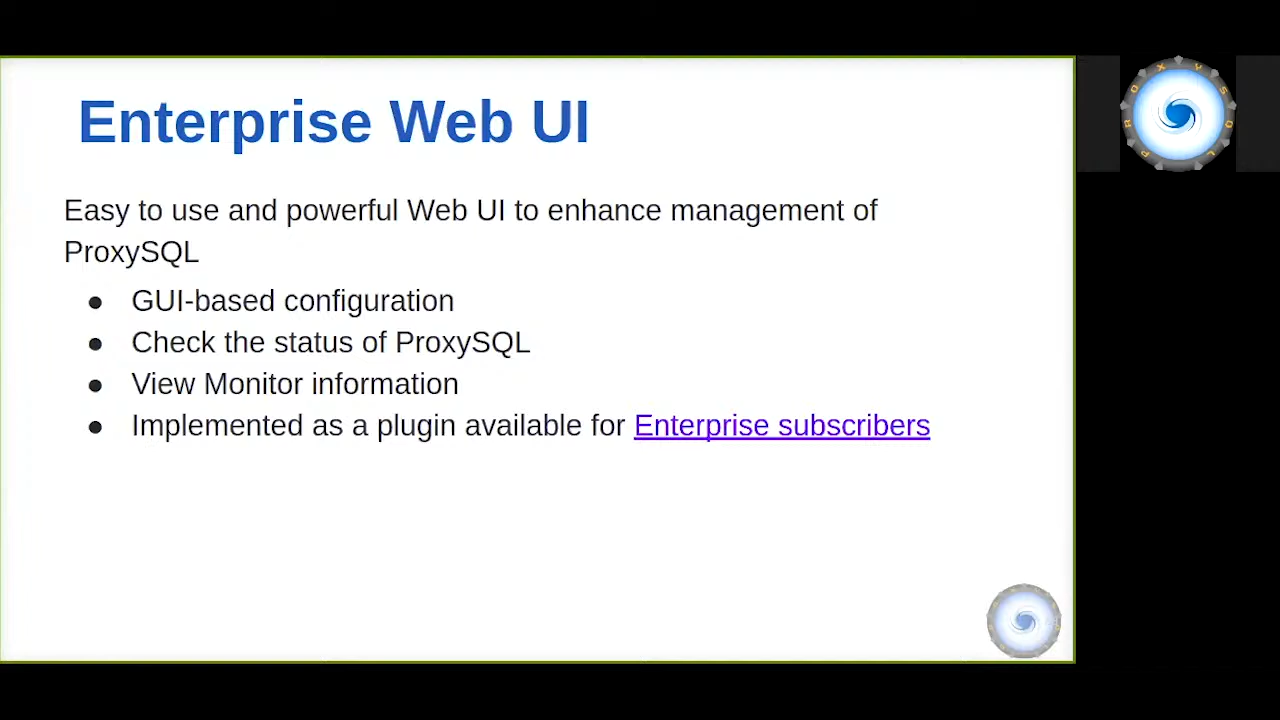 Enterprise Web UI
Easy to use and powerful Web UI to enhance management of
ProxySQL
● GUI-based configuration
● Check the status of ProxySQL
● View Monitor information
● Implemented as a plugin available for Enterprise subscribers
PROXYSQL